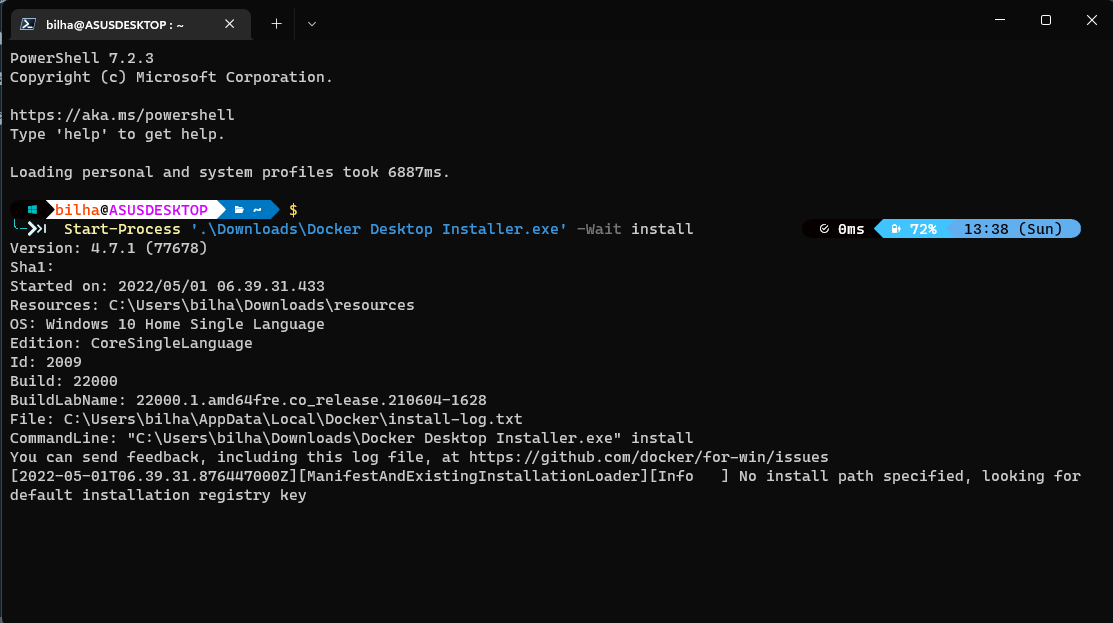 bilha@ASUSDESKTOP : ~
PowerShell 7.2.3
Copyright (c) Microsoft Corporation.
https://aka.ms/powershell
Type 'help' to get help.
Loading personal and system profiles took 6887ms.
bilha@ASUSDESKTOP ~ $
Start-Process '.\Downloads\Docker Desktop Installer.exe' -Wait install 0ms 72% 13:38 (Sun)
Version: 4.7.1 (77678)
Sha1:
Started on: 2022/05/01 06.39.31.433
Resources: C:\Users\bilha\Downloads\resources
OS: Windows 10 Home Single Language
Edition: CoreSingleLanguage
Id: 2009
Build: 22000
BuildLabName: 22000.1.amd64fre.co_release.210604-1628
File: C:\Users\bilha\AppData\Local\Docker\install-log.txt
CommandLine: "C:\Users\bilha\Downloads\Docker Desktop Installer.exe" install
You can send feedback, including this log file, at https://github.com/docker/for-win/issues
[2022-05-01T06.39.31.876447000Z][ManifestAndExistingInstallationLoader][Info   ] No install path specified, looking for
default installation registry key